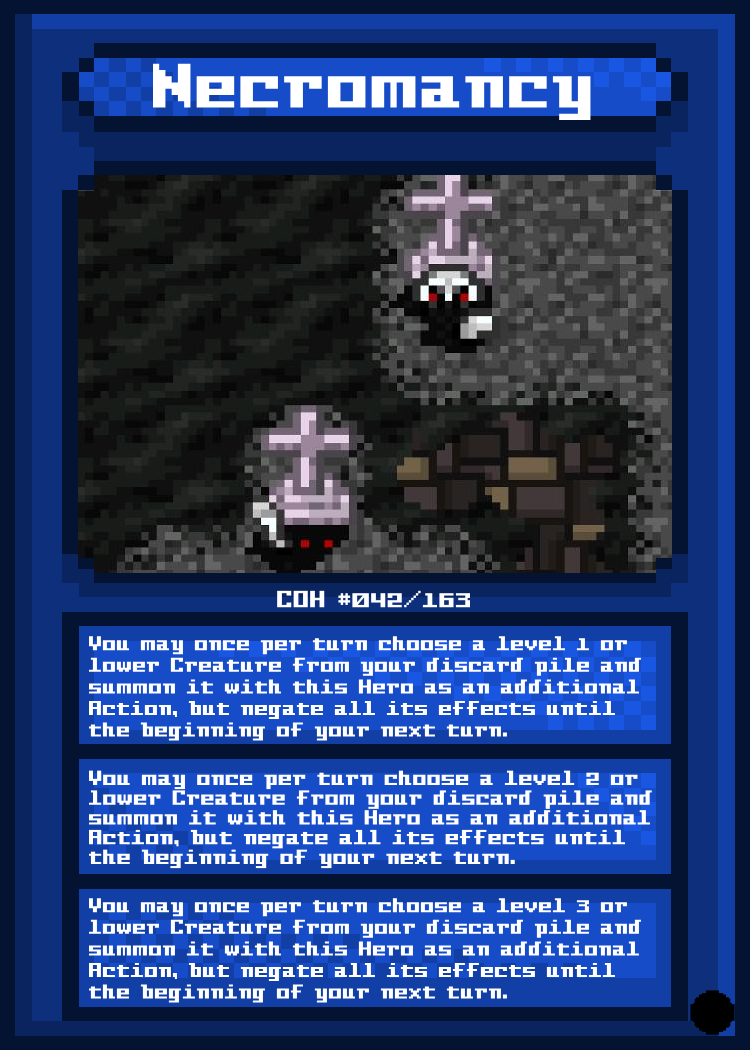 Necromancy
COH #042/163
You may once per turn choose a level 1 or
lower Creature from your discard pile and
summon it with this Hero as an additional
Action, but negate all its effects until
the beginning of your next turn.
You may once per turn choose a level 2 or
lower Creature from your discard pile and
summon it with this Hero as an additional
Action, but negate all its effects until
the beginning of your next turn.
You may once per turn choose a level 3 or
lower Creature from your discard pile and
summon it with this Hero as an additional
Action, but negate all its effects until
the beginning of your next turn.